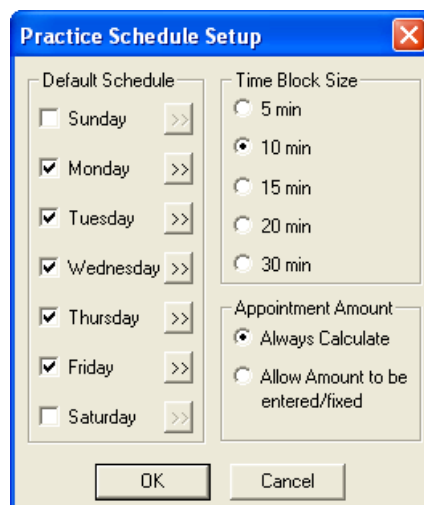 Practice Schedule Setup
Default Schedule
Sunday >>
Monday >>
Tuesday >>
Wednesday >>
Thursday >>
Friday >>
Saturday >>
Time Block Size
5 min
10 min
15 min
20 min
30 min
Appointment Amount
Always Calculate
Allow Amount to be
entered/fixed
OK
Cancel